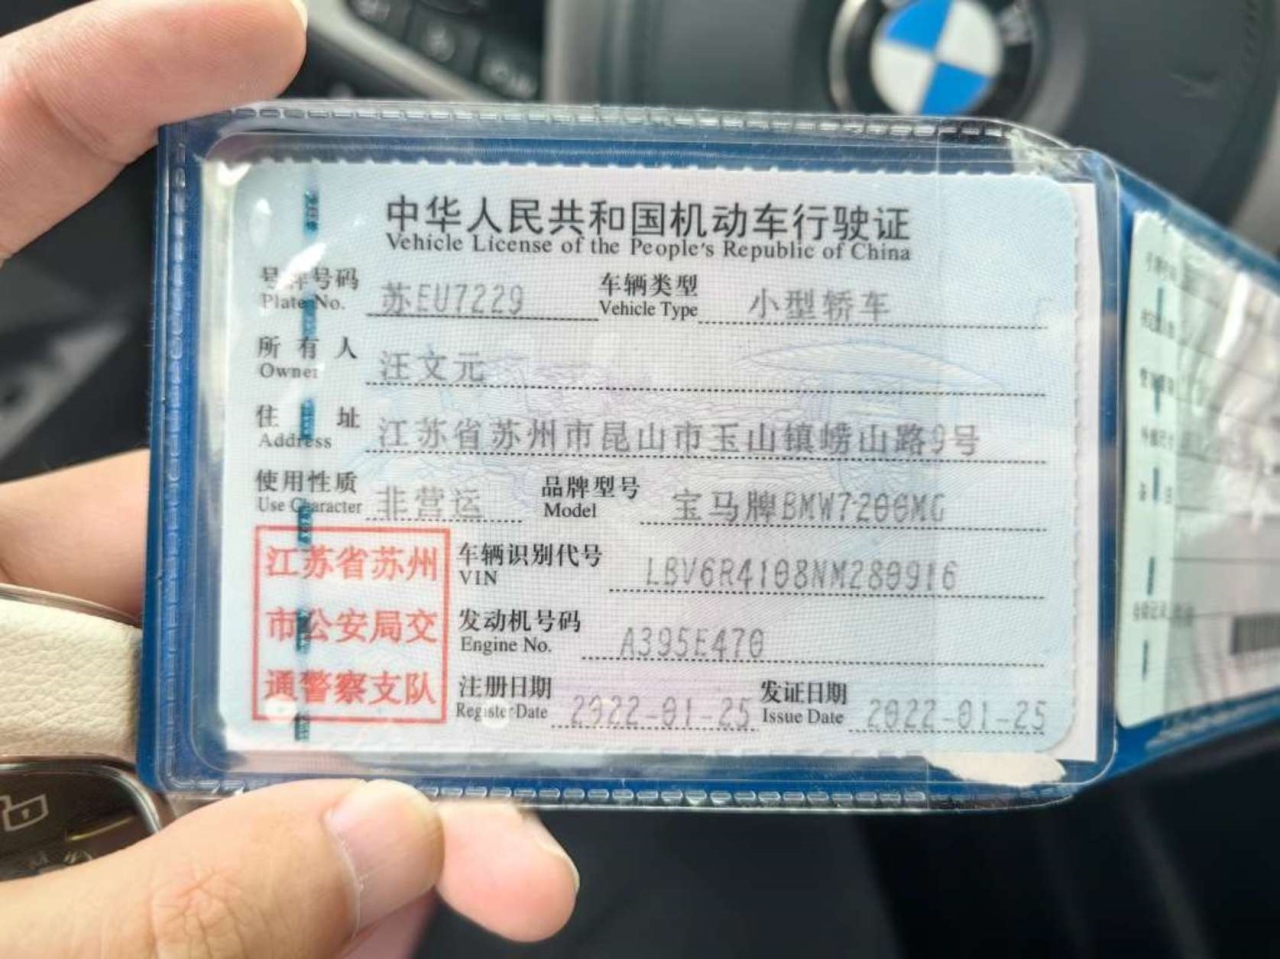 中华人民共和国机动车行驶证
Vehicle License of the People's Republic of China
号牌号码 苏EU7229 车辆类型 小型轿车
Plate No. Vehicle Type
所有人 汪文元
Owner
住址 江苏省苏州市昆山市玉山镇崂山路9号
Address
使用性质 非营运 品牌型号 宝马牌BMW7200MG
Use Character Model
江苏省苏州
市公安局交
通警察支队
车辆识别代号 LBV6R4108NM280916
VIN
发动机号码 A395E470
Engine No.
注册日期 2022-01-25 发证日期 2022-01-25
Register Date Issue Date